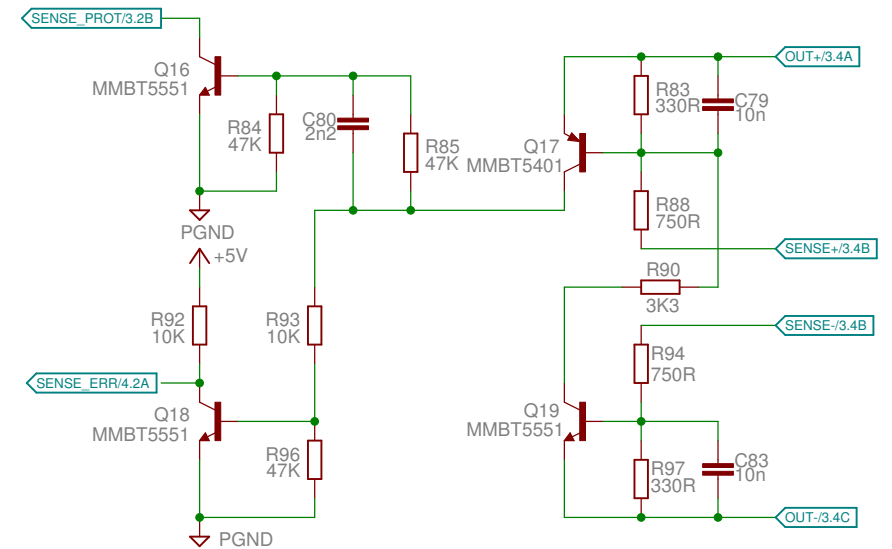 SENSE_PROT/3.2B
OUT+/3.4A
Q16
MMBT5551
R83
330R
C79
10n
R84
47K
C80
2n2
R85
47K
Q17
MMBT5401
R88
750R
PGND
+5V
SENSE+/3.4B
R90
3K3
R92
10K
R93
10K
SENSE-/3.4B
R94
750R
SENSE_ERR/4.2A
Q18
MMBT5551
Q19
MMBT5551
R96
47K
R97
330R
C83
10n
OUT-/3.4C
PGND